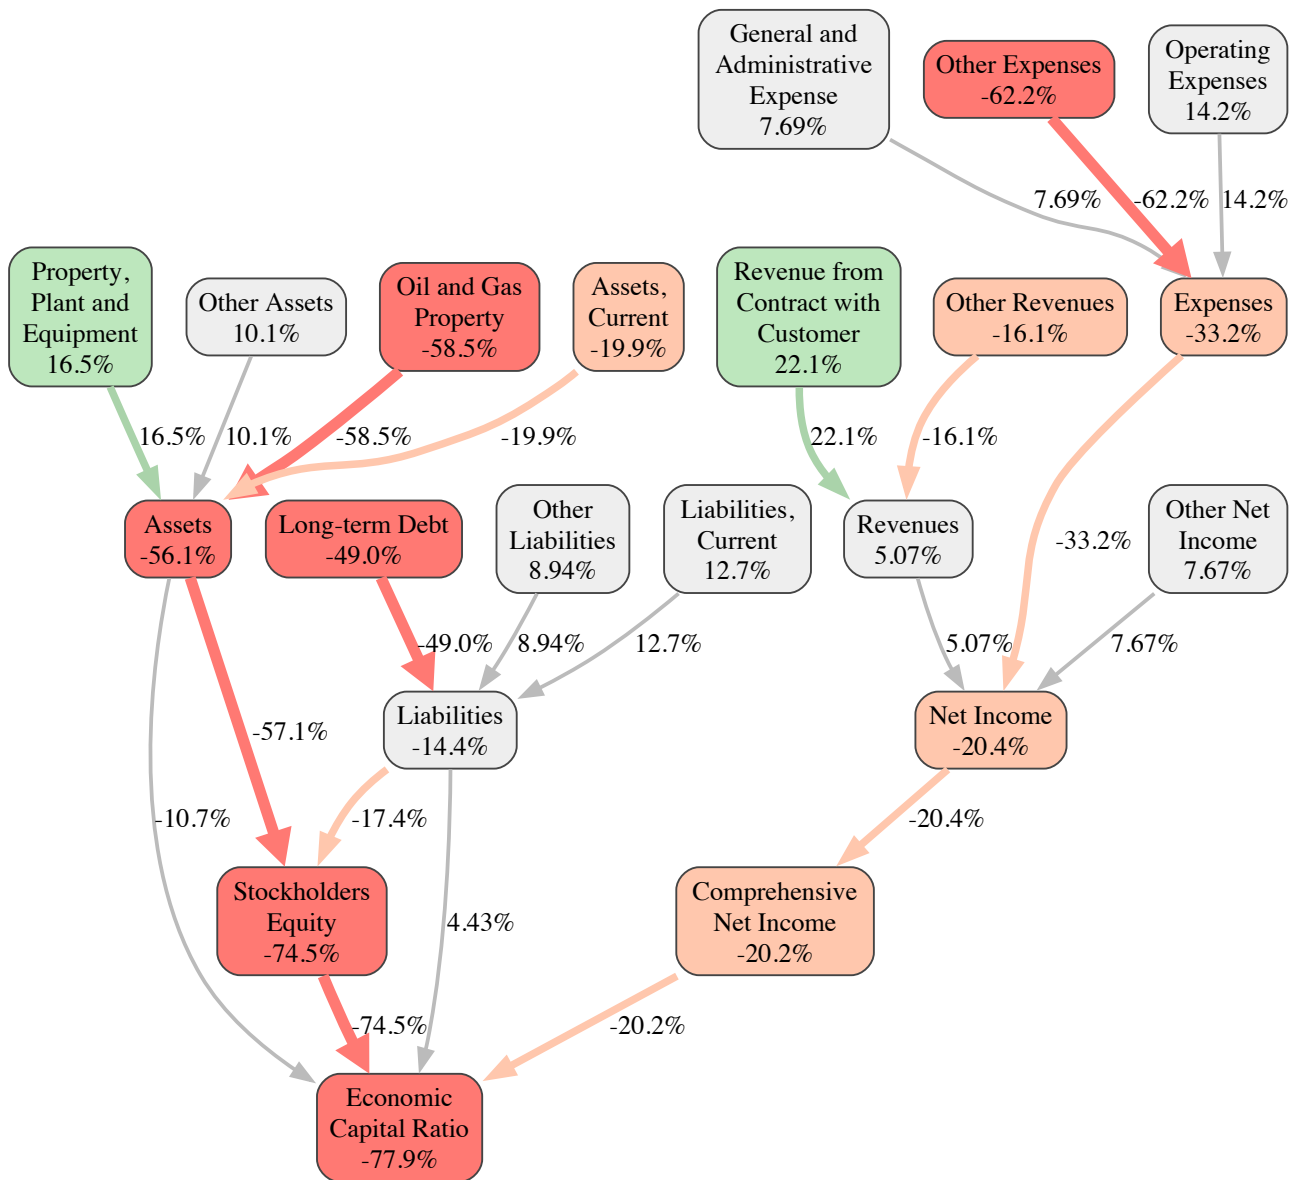 General and
Administrative
Expense
7.69%
Other Expenses
-62.2%
Operating
Expenses
14.2%
7.69%
-62.2%
14.2%
Property,
Plant and
Equipment
16.5%
Other Assets
10.1%
Oil and Gas
Property
-58.5%
Assets,
Current
-19.9%
Revenue from
Contract with
Customer
22.1%
Other Revenues
-16.1%
Expenses
-33.2%
16.5%
10.1%
-58.5%
-19.9%
22.1%
-16.1%
Assets
-56.1%
Long-term Debt
-49.0%
Other
Liabilities
8.94%
Liabilities,
Current
12.7%
Revenues
5.07%
-33.2%
Other Net
Income
7.67%
-49.0%
8.94%
12.7%
5.07%
7.67%
Liabilities
-14.4%
Net Income
-20.4%
-57.1%
-10.7%
-17.4%
-20.4%
Stockholders
Equity
-74.5%
4.43%
Comprehensive
Net Income
-20.2%
-74.5%
-20.2%
Economic
Capital Ratio
-77.9%